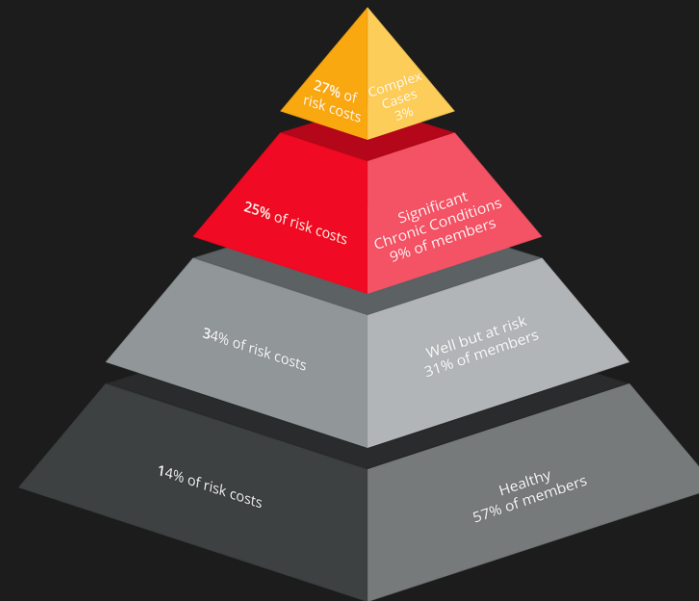 27% of
risk costs
Complex
Cases
3%
25% of risk costs
Significant
Chronic Conditions
9% of members
34% of risk costs
Well but at risk
31% of members
14% of risk costs
Healthy
57% of members